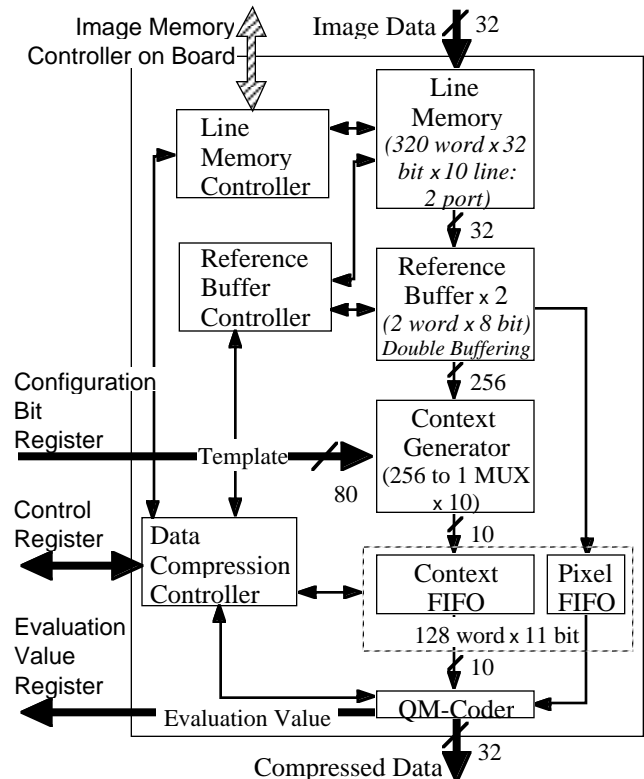 Image Memory
Controller on Board
Image Data
32
Line
Memory
(320 word x 32
bit x 10 line:
2 port)
Line
Memory
Controller
32
Reference
Buffer
Controller
Reference
Buffer x 2
(2 word x 8 bit)
Double Buffering
256
Configuration
Bit
Register
Template
80
Context
Generator
(256 to 1 MUX
x 10)
10
Control
Register
Data
Compression
Controller
Context
FIFO
Pixel
FIFO
128 word x 11 bit
10
Evaluation
Value
Register
Evaluation Value
QM-Coder
32
Compressed Data